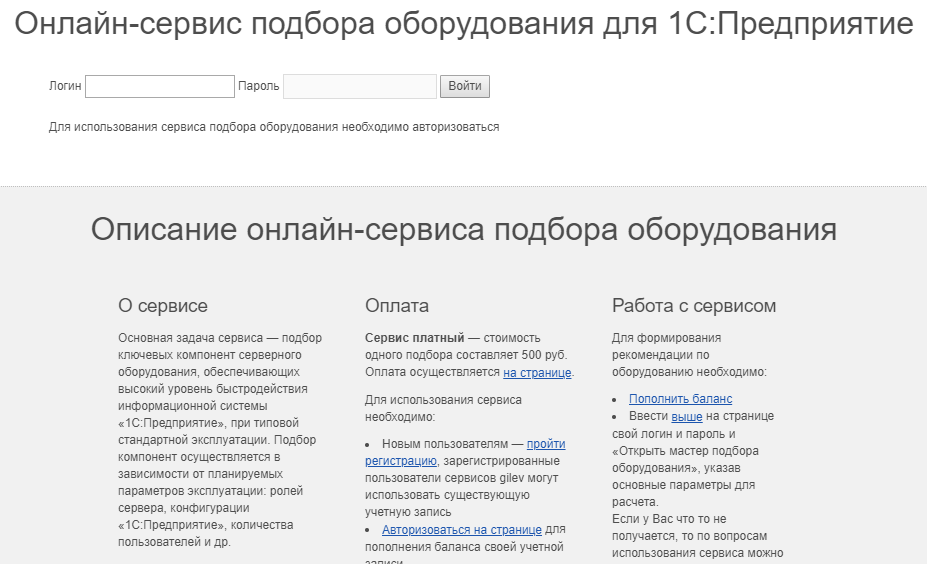 Онлайн-сервис подбора оборудования для 1С:Предприятие
Логин Пароль Войти
Для использования сервиса подбора оборудования необходимо авторизоваться
Описание онлайн-сервиса подбора оборудования
О сервисе
Основная задача сервиса — подбор
ключевых компонент серверного
оборудования, обеспечивающих
высокий уровень быстродействия
информационной системы
«1С:Предприятие», при типовой
стандартной эксплуатации. Подбор
компонент осуществляется в
зависимости от планируемых
параметров эксплуатации: ролей
сервера, конфигурации
«1С:Предприятие», количества
пользователей и др.
Оплата
Сервис платный — стоимость
одного подбора составляет 500 руб.
Оплата осуществляется на странице.
Для использования сервиса
необходимо:
• Новым пользователям — пройти
регистрацию, зарегистрированные
пользователи сервисов gilev могут
использовать существующую
учетную запись
• Авторизоваться на странице для
пополнения баланса своей учетной
записи
Работа с сервисом
Для формирования
рекомендации по
оборудованию необходимо:
• Пополнить баланс
• Ввести выше на странице
свой логин и пароль и
«Открыть мастер подбора
оборудования», указав
основные параметры для
расчета.
Если у Вас что то не
получается, то по вопросам
использования сервиса можно